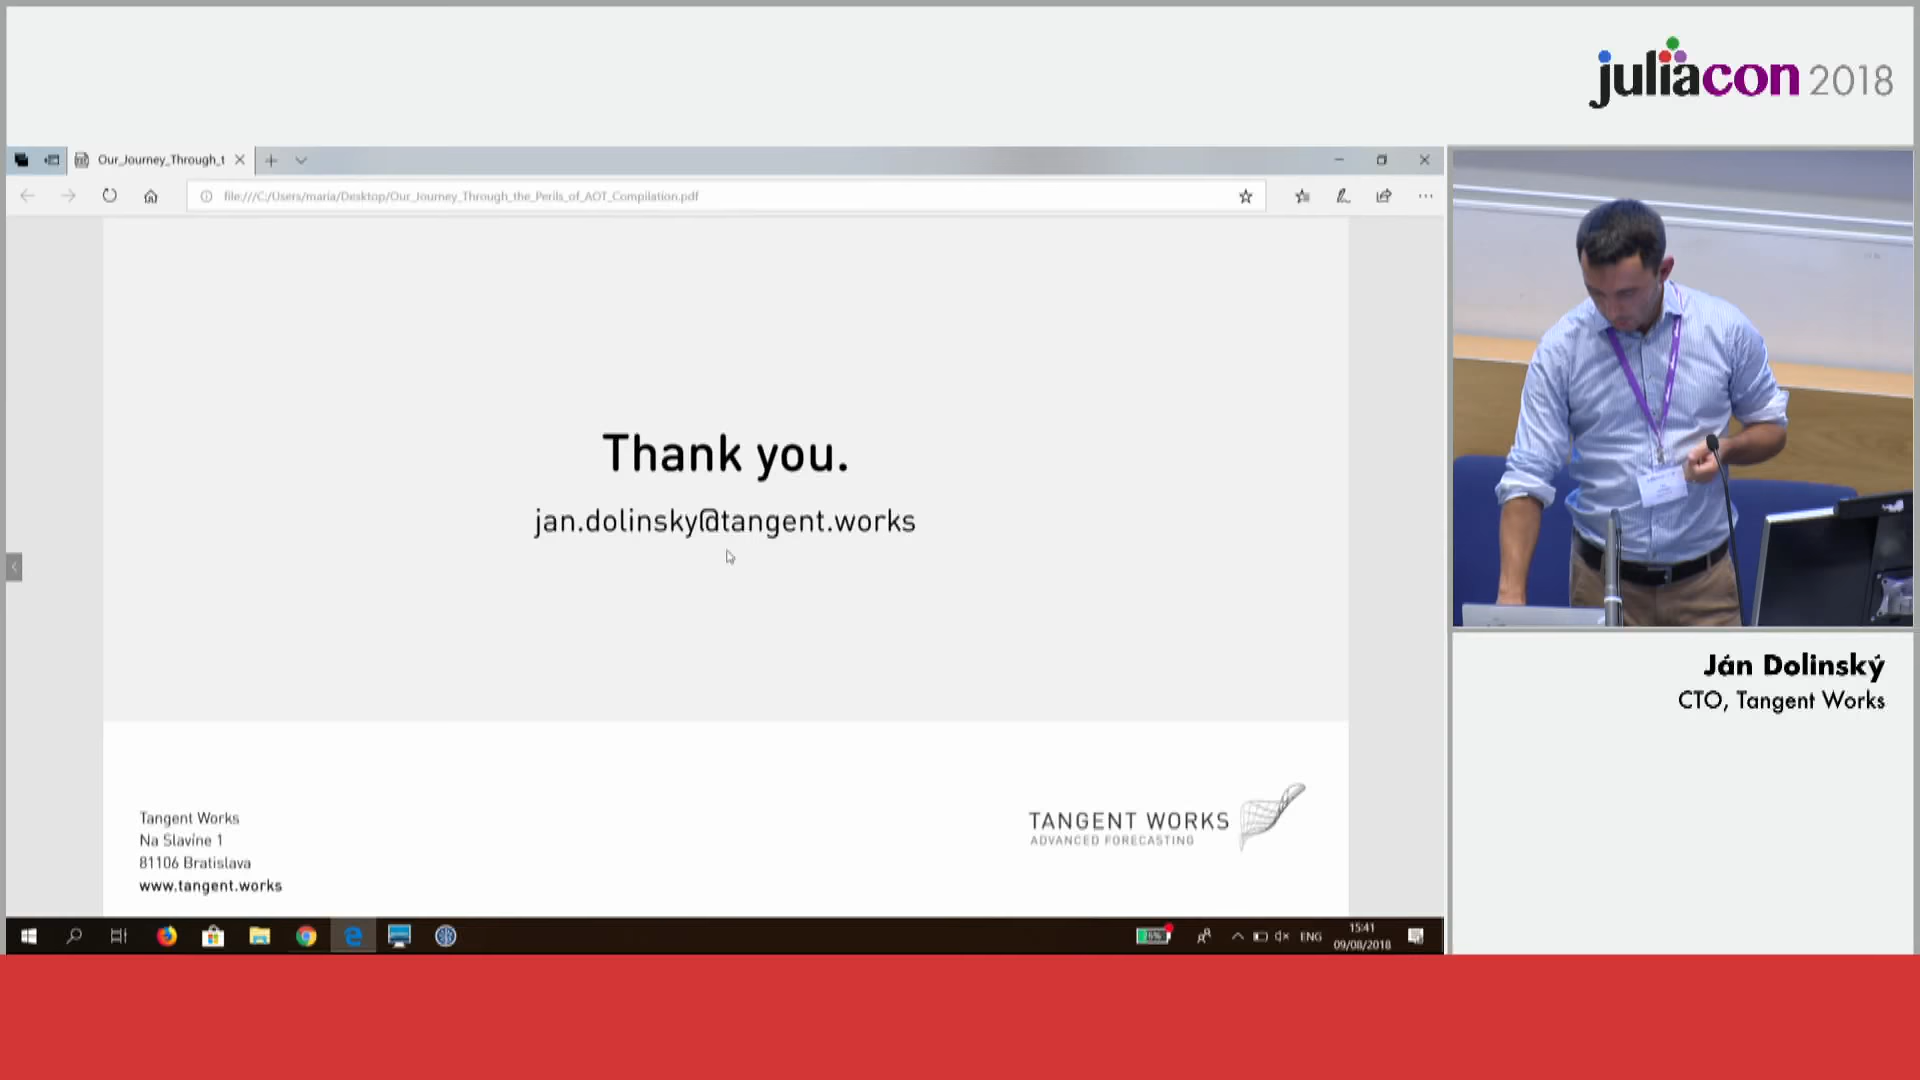 juliacon 2018
Our_Journey_Through_t
file:///C:/Users/maria/Desktop/Our_Journey_Through_the_Perils_of_AOT_Compilation.pdf
Thank you.
jan.dolinsky@tangent.works
Tangent Works
Na Slavíne 1
81106 Bratislava
www.tangent.works
TANGENT WORKS
ADVANCED FORECASTING
ENG
15:41
09/08/2018
Ján Dolinský
CTO, Tangent Works